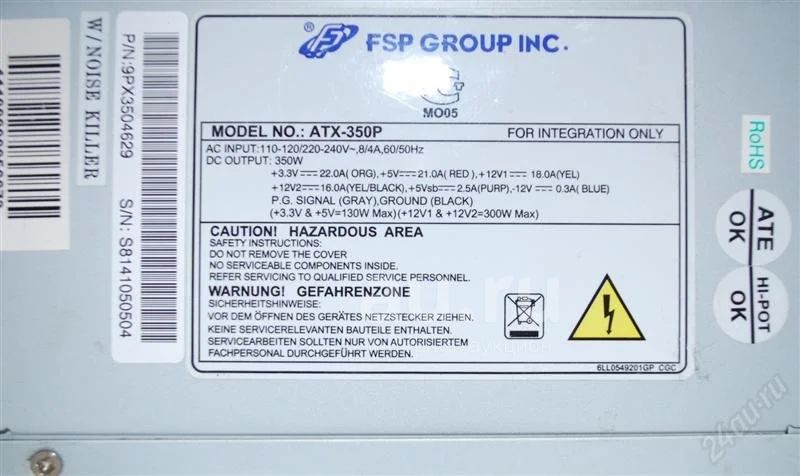 FSP GROUP INC.
MO05
MODEL NO.: ATX-350P FOR INTEGRATION ONLY
AC INPUT:110-120/220-240V~,8/4A,60/50Hz
DC OUTPUT: 350W
+3.3V⎓22.0A( ORG), +5V⎓21.0A( RED ), +12V1⎓18.0A(YEL)
+12V2⎓16.0A(YEL/BLACK),+5Vsb⎓2.5A(PURP),-12V⎓0.3A( BLUE)
P.G. SIGNAL (GRAY),GROUND (BLACK)
(+3.3V & +5V=130W Max)(+12V1 & +12V2=300W Max)
CAUTION! HAZARDOUS AREA
SAFETY INSTRUCTIONS:
DO NOT REMOVE THE COVER
NO SERVICEABLE COMPONENTS INSIDE.
REFER SERVICING TO QUALIFIED SERVICE PERSONNEL.
WARNUNG! GEFAHRENZONE
SICHERHEITSHINWEISE:
VOR DEM ÖFFNEN DES GERÄTES NETZSTECKER ZIEHEN.
KEINE SERVICERELEVANTEN BAUTEILE ENTHALTEN.
SERVICEARBEITEN SOLLTEN NUR VON AUTORISIERTEM
FACHPERSONAL DURCHGEFÜHRT WERDEN.
6LL0549201GP CGC
W/NOISE KILLER
P/N:9PX3504629
S/N: S8141050504
RoHS
ATE
OK
HI-POT
OK
24au.ru